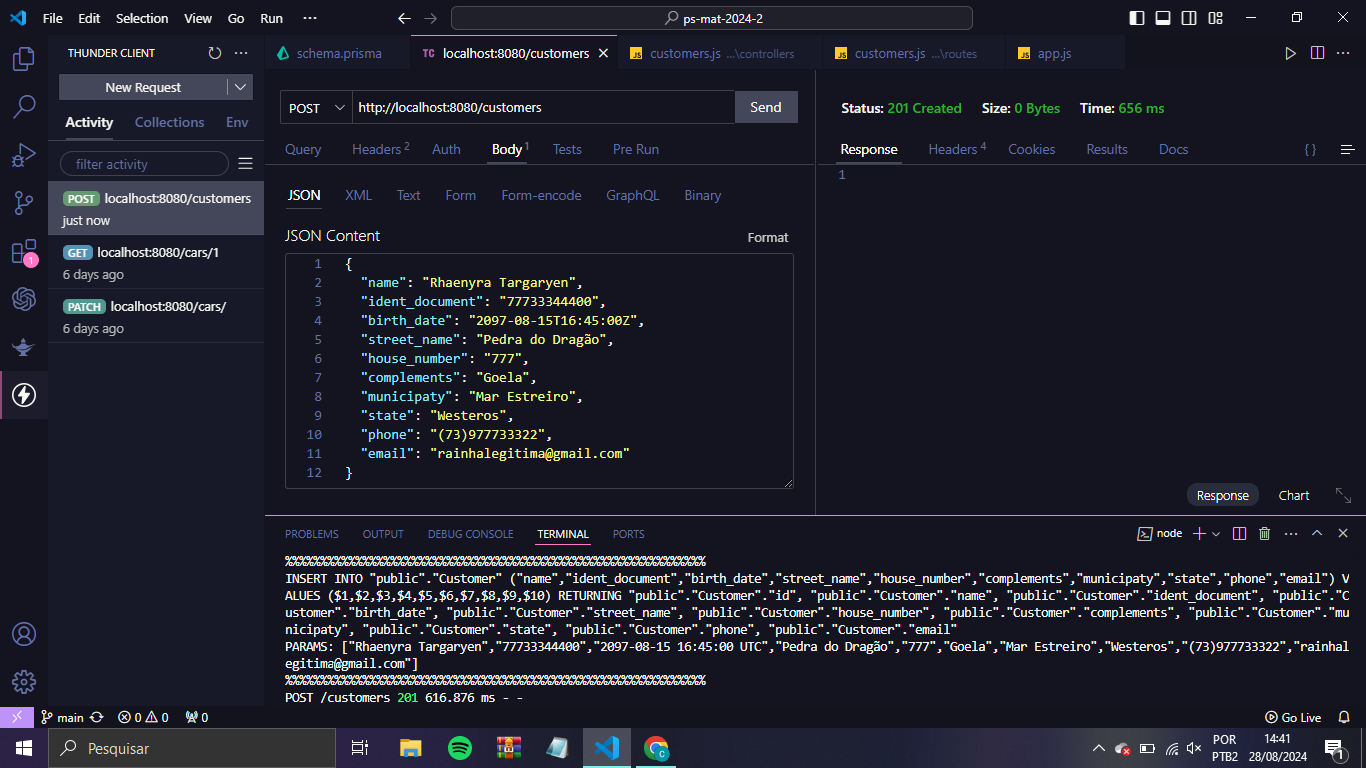 File Edit Selection View Go Run ··· ps-mat-2024-2
THUNDER CLIENT ···
New Request
Activity Collections Env
filter activity
POST localhost:8080/customers
just now
GET localhost:8080/cars/1
6 days ago
PATCH localhost:8080/cars/
6 days ago
1
schema.prisma TC localhost:8080/customers JS customers.js ...\controllers JS customers.js ...\routes JS app.js ···
POST http://localhost:8080/customers Send
Query Headers 2 Auth Body 1 Tests Pre Run
JSON XML Text Form Form-encode GraphQL Binary
JSON Content Format
1 {
2 "name": "Rhaenyra Targaryen",
3 "ident_document": "77733344400",
4 "birth_date": "2097-08-15T16:45:00Z",
5 "street_name": "Pedra do Dragão",
6 "house_number": "777",
7 "complements": "Goela",
8 "municipaty": "Mar Estreiro",
9 "state": "Westeros",
10 "phone": "(73)977733322",
11 "email": "rainhalegitima@gmail.com"
12 }
Status: 201 Created Size: 0 Bytes Time: 656 ms
Response Headers 4 Cookies Results Docs { }
1
Response Chart
PROBLEMS OUTPUT DEBUG CONSOLE TERMINAL PORTS node ···
%%%%%%%%%%%%%%%%%%%%%%%%%%%%%%%%%%%%%%%%%%%%%%%%%%%%%%%%%%%%
INSERT INTO "public"."Customer" ("name","ident_document","birth_date","street_name","house_number","complements","municipaty","state","phone","email") V
ALUES ($1,$2,$3,$4,$5,$6,$7,$8,$9,$10) RETURNING "public"."Customer"."id", "public"."Customer"."name", "public"."Customer"."ident_document", "public"."C
ustomer"."birth_date", "public"."Customer"."street_name", "public"."Customer"."house_number", "public"."Customer"."complements", "public"."Customer"."mu
nicipaty", "public"."Customer"."state", "public"."Customer"."phone", "public"."Customer"."email"
PARAMS: ["Rhaenyra Targaryen","77733344400","2097-08-15 16:45:00 UTC","Pedra do Dragão","777","Goela","Mar Estreiro","Westeros","(73)977733322","rainhal
egitima@gmail.com"]
%%%%%%%%%%%%%%%%%%%%%%%%%%%%%%%%%%%%%%%%%%%%%%%%%%%%%%%%%%%%
POST /customers 201 616.876 ms - -
main 0 0 0 Go Live
Pesquisar
POR
PTB2
14:41
28/08/2024
1